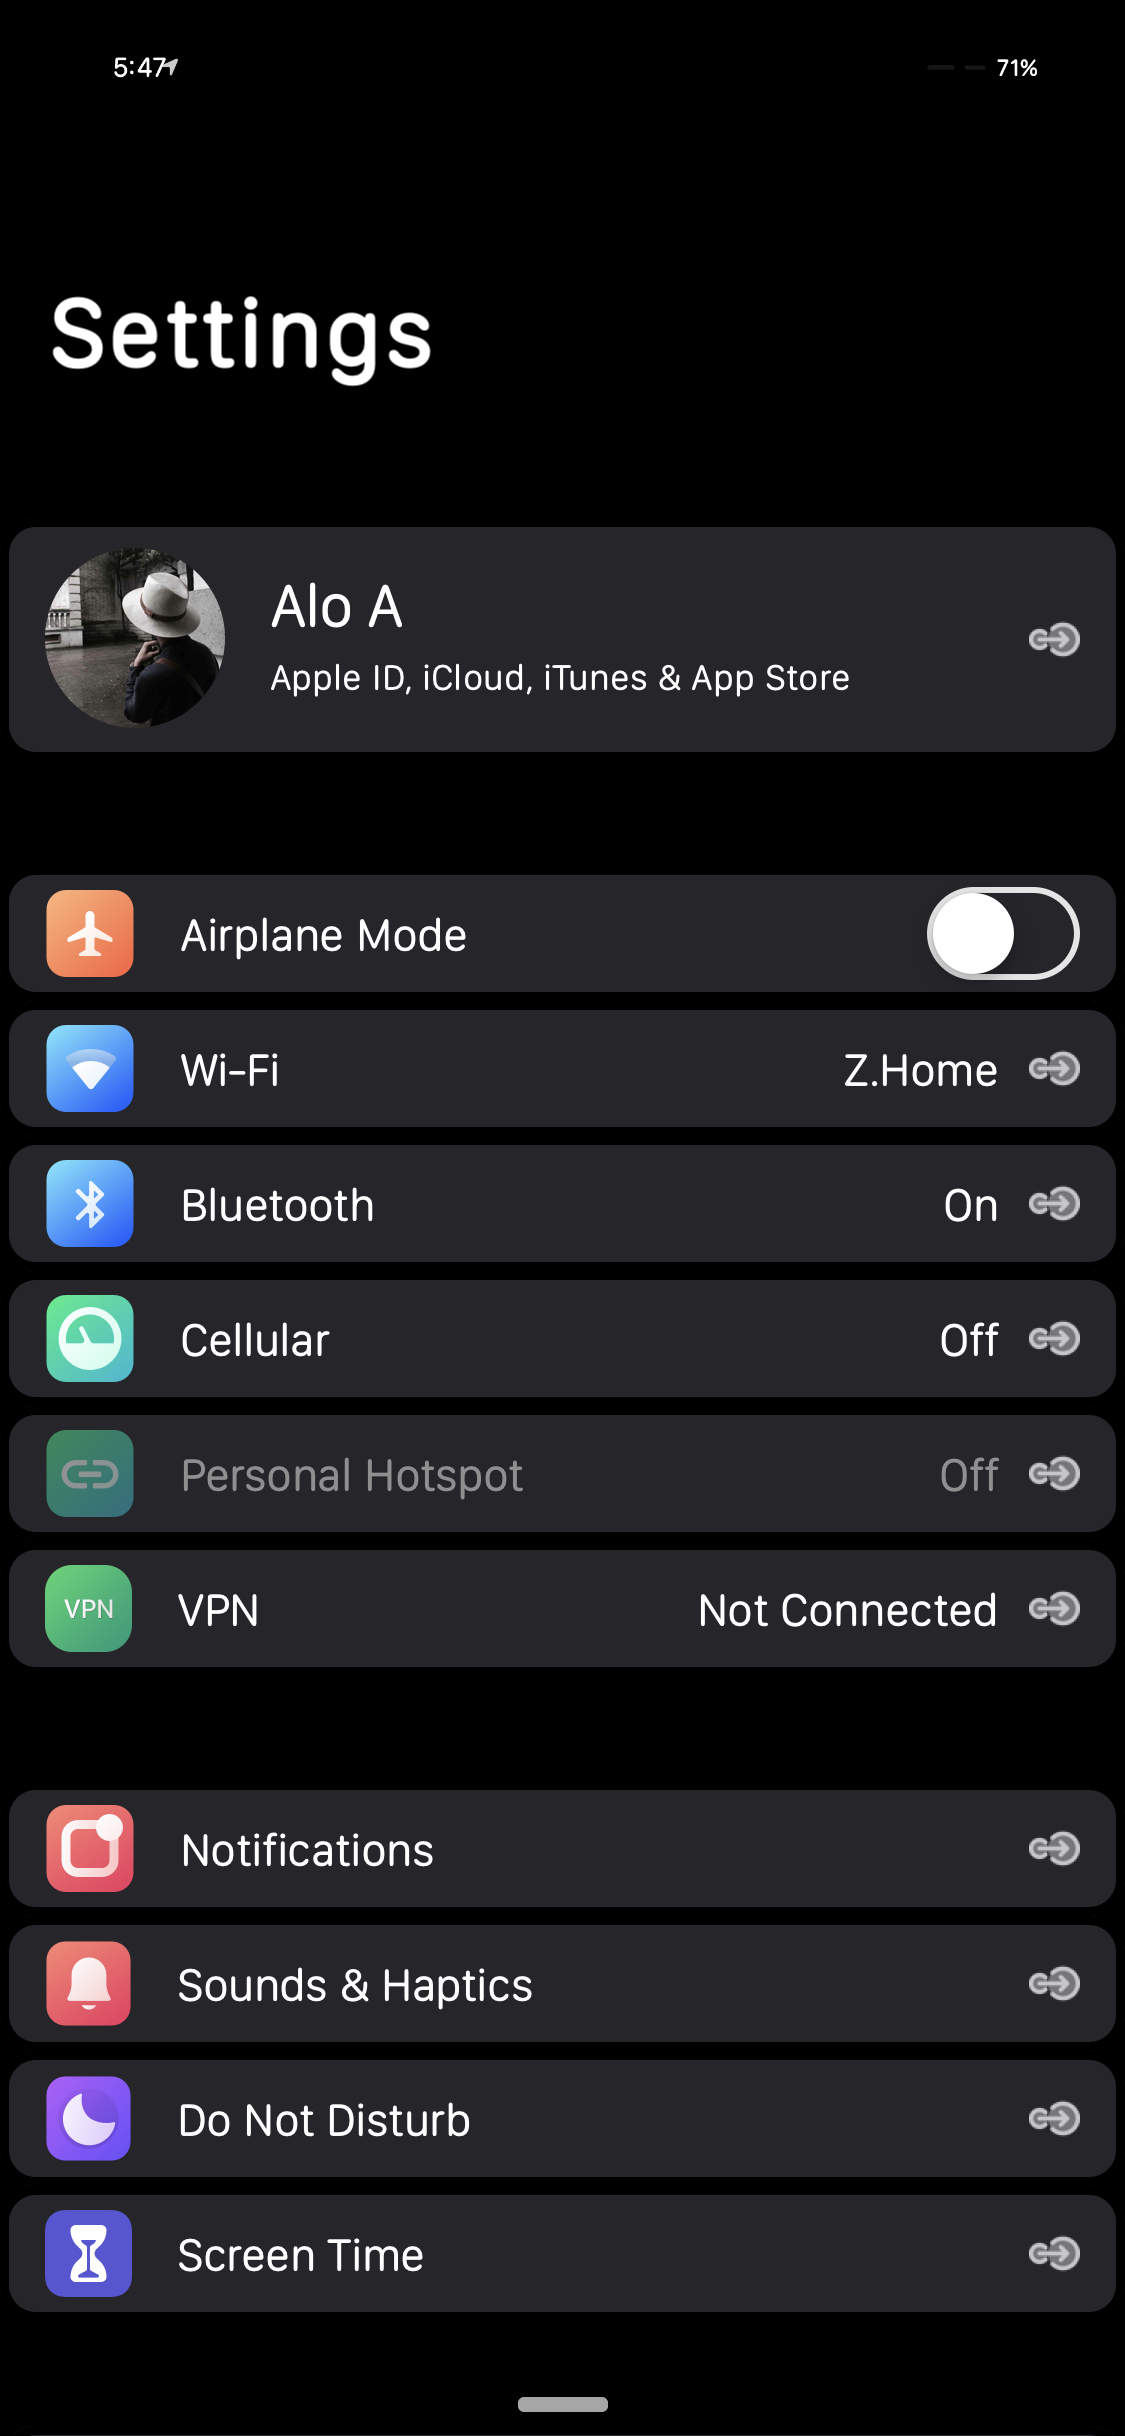 5:47
71%
Settings
Alo A
Apple ID, iCloud, iTunes & App Store
Airplane Mode
Wi-Fi Z.Home
Bluetooth On
Cellular Off
Personal Hotspot Off
VPN VPN Not Connected
Notifications
Sounds & Haptics
Do Not Disturb
Screen Time